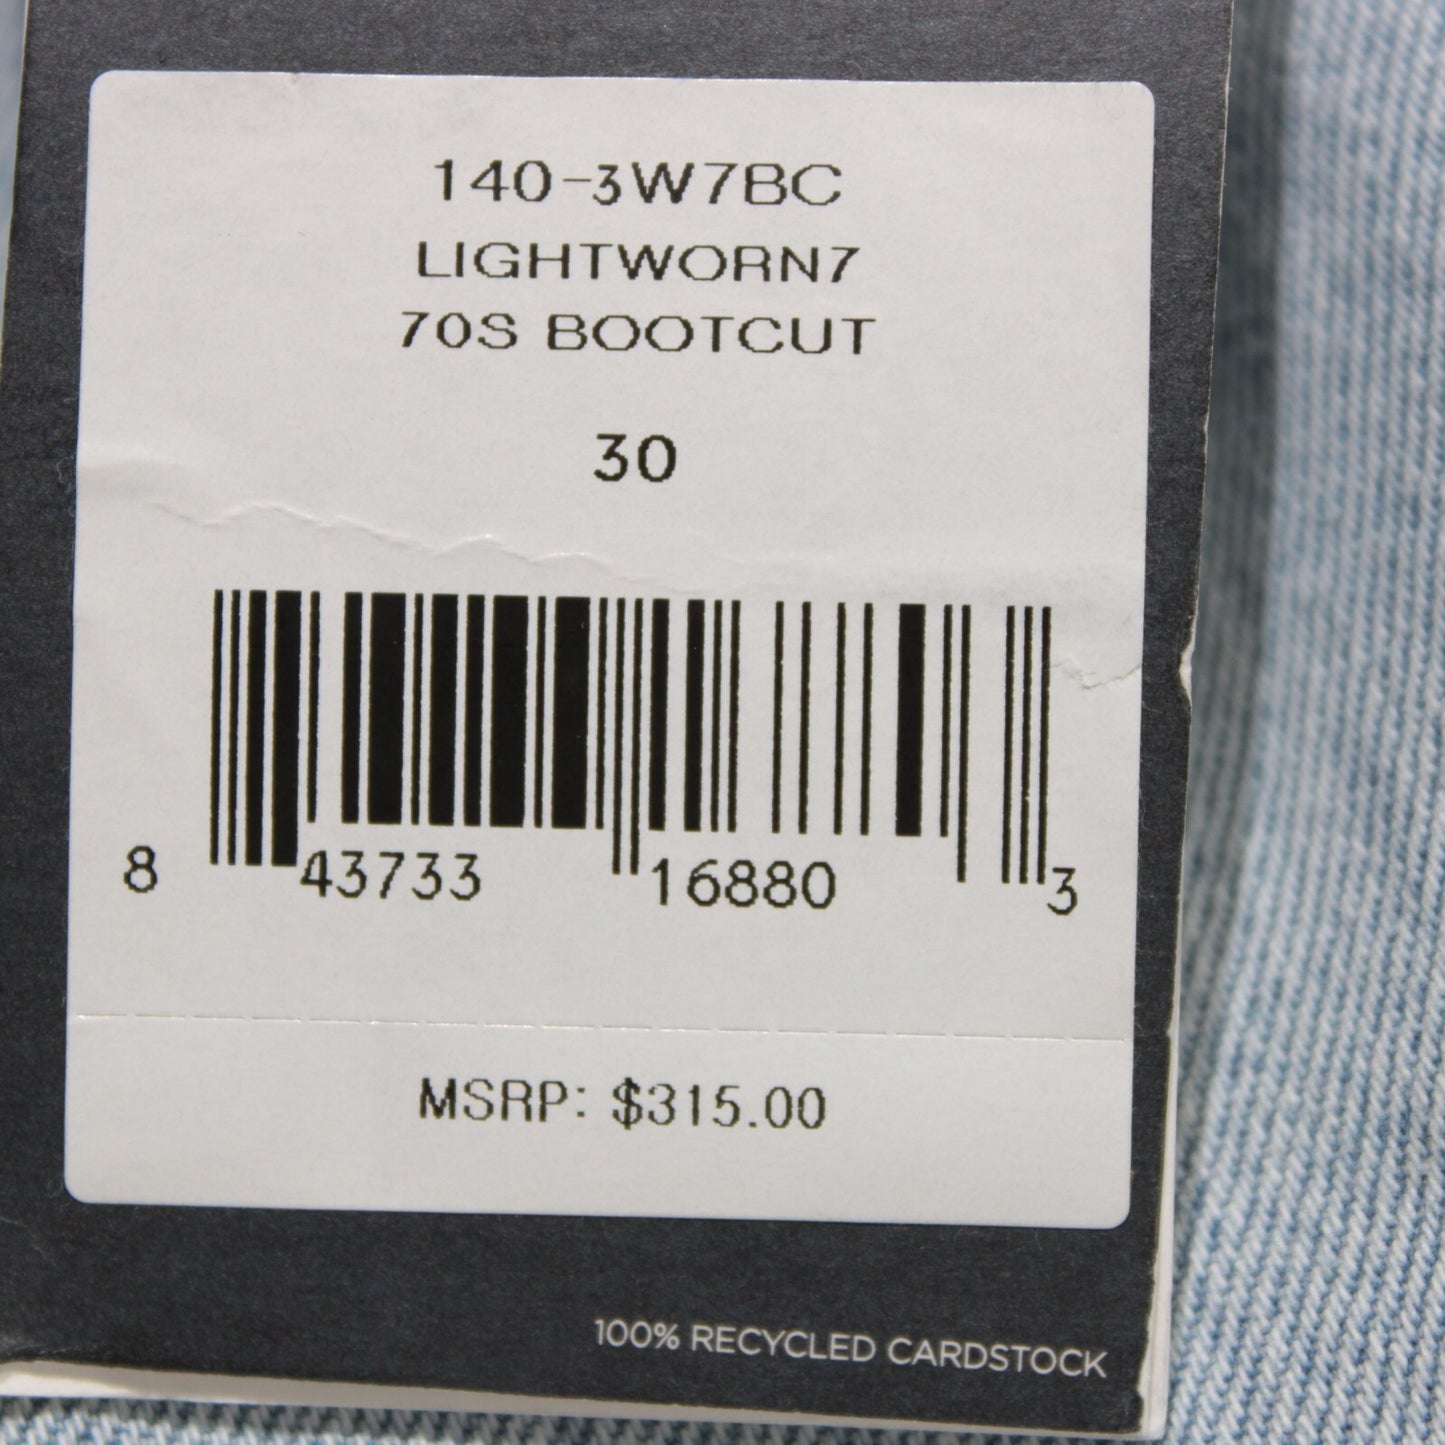 140-3W7BC
LIGHTWORN7
70S BOOTCUT
30
8 43733 16880 3
MSRP: $315.00
100% RECYCLED CARDSTOCK